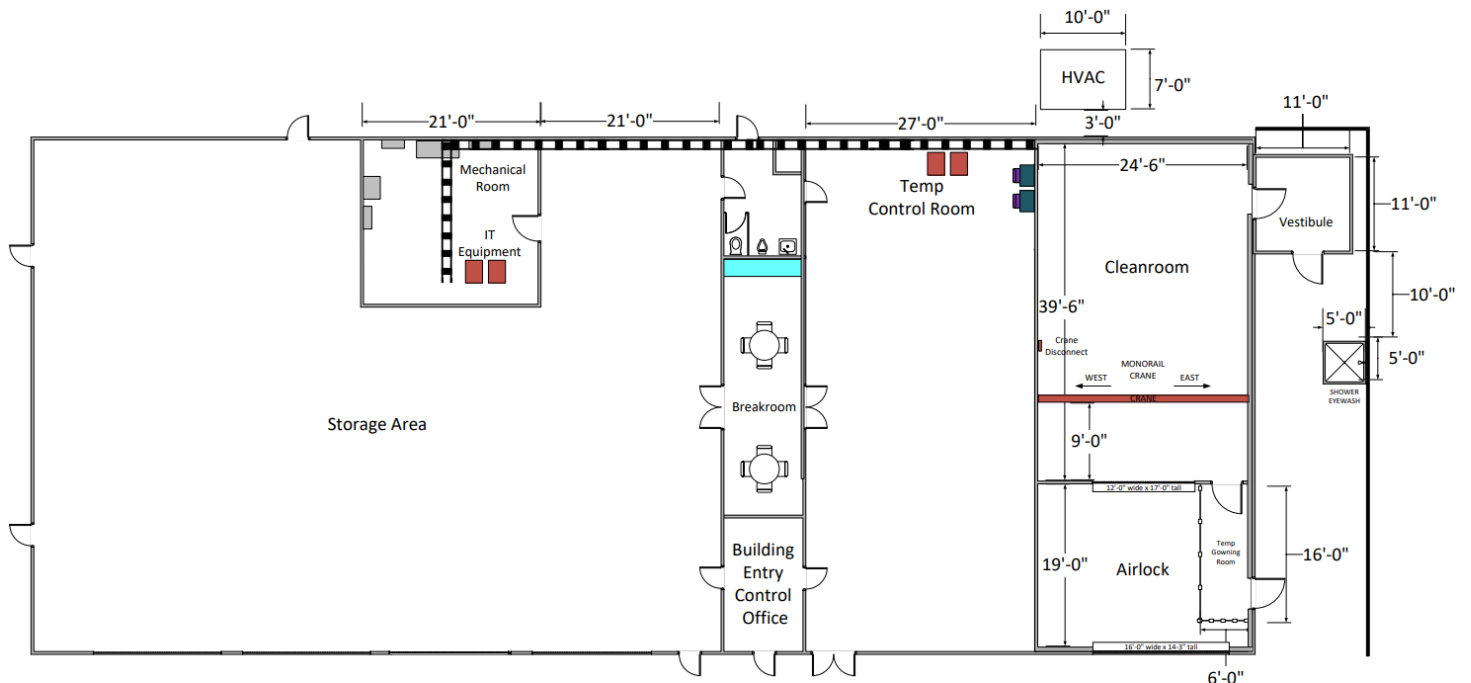 10'-0"
HVAC
7'-0"
3'-0"
11'-0"
21'-0"
21'-0"
27'-0"
24'-6"
Mechanical
Room
IT
Equipment
Temp
Control Room
Vestibule
11'-0"
Cleanroom
10'-0"
39'-6"
5'-0"
5'-0"
Crane
Disconnect
MONORAIL
CRANE
WEST
EAST
CRANE
SHOWER
EYEWASH
Storage Area
Breakroom
9'-0"
12'-0" wide x 17'-0" tall
Building
Entry
Control
Office
19'-0"
Airlock
Temp
Gowning
Room
16'-0"
16'-0" wide x 14'-3" tall
6'-0"